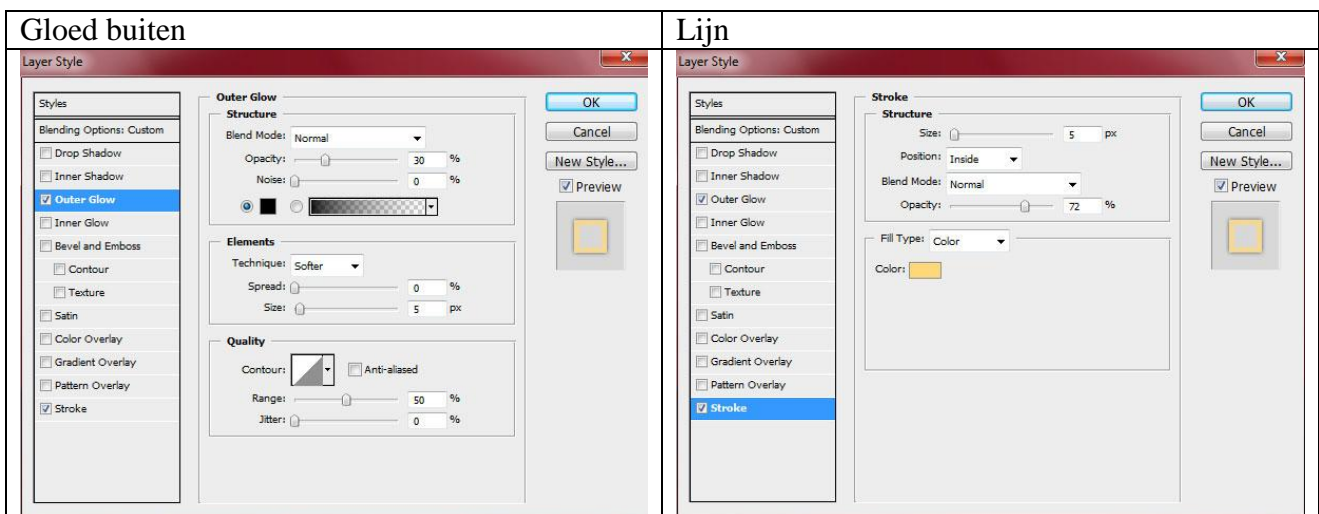 Gloed buiten
Layer Style
X
Styles
Blending Options: Custom
Drop Shadow
Inner Shadow
Outer Glow
Inner Glow
Bevel and Emboss
Contour
Texture
Satin
Color Overlay
Gradient Overlay
Pattern Overlay
Stroke
Outer Glow
Structure
Blend Mode: Normal
Opacity: 30 %
Noise: 0 %
Elements
Technique: Softer
Spread: 0 %
Size: 5 px
Quality
Contour: Anti-aliased
Range: 50 %
Jitter: 0 %
OK
Cancel
New Style...
Preview
Lijn
Layer Style
X
Styles
Blending Options: Custom
Drop Shadow
Inner Shadow
Outer Glow
Inner Glow
Bevel and Emboss
Contour
Texture
Satin
Color Overlay
Gradient Overlay
Pattern Overlay
Stroke
Stroke
Structure
Size: 5 px
Position: Inside
Blend Mode: Normal
Opacity: 72 %
Fill Type: Color
Color:
OK
Cancel
New Style...
Preview